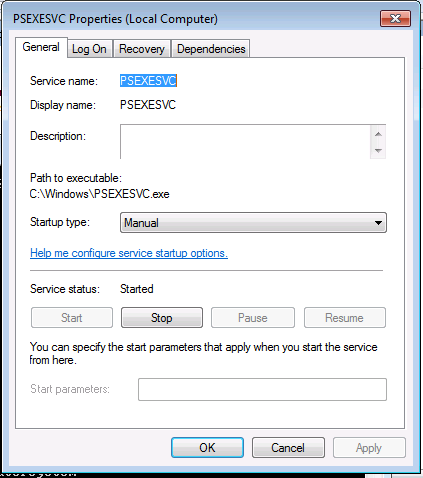 PSEXESVC Properties (Local Computer)
General Log On Recovery Dependencies
Service name: PSEXESVC
Display name: PSEXESVC
Description:
Path to executable:
C:\Windows\PSEXESVC.exe
Startup type: Manual
Help me configure service startup options.
Service status: Started
Start Stop Pause Resume
You can specify the start parameters that apply when you start the service
from here.
Start parameters:
OK Cancel Apply